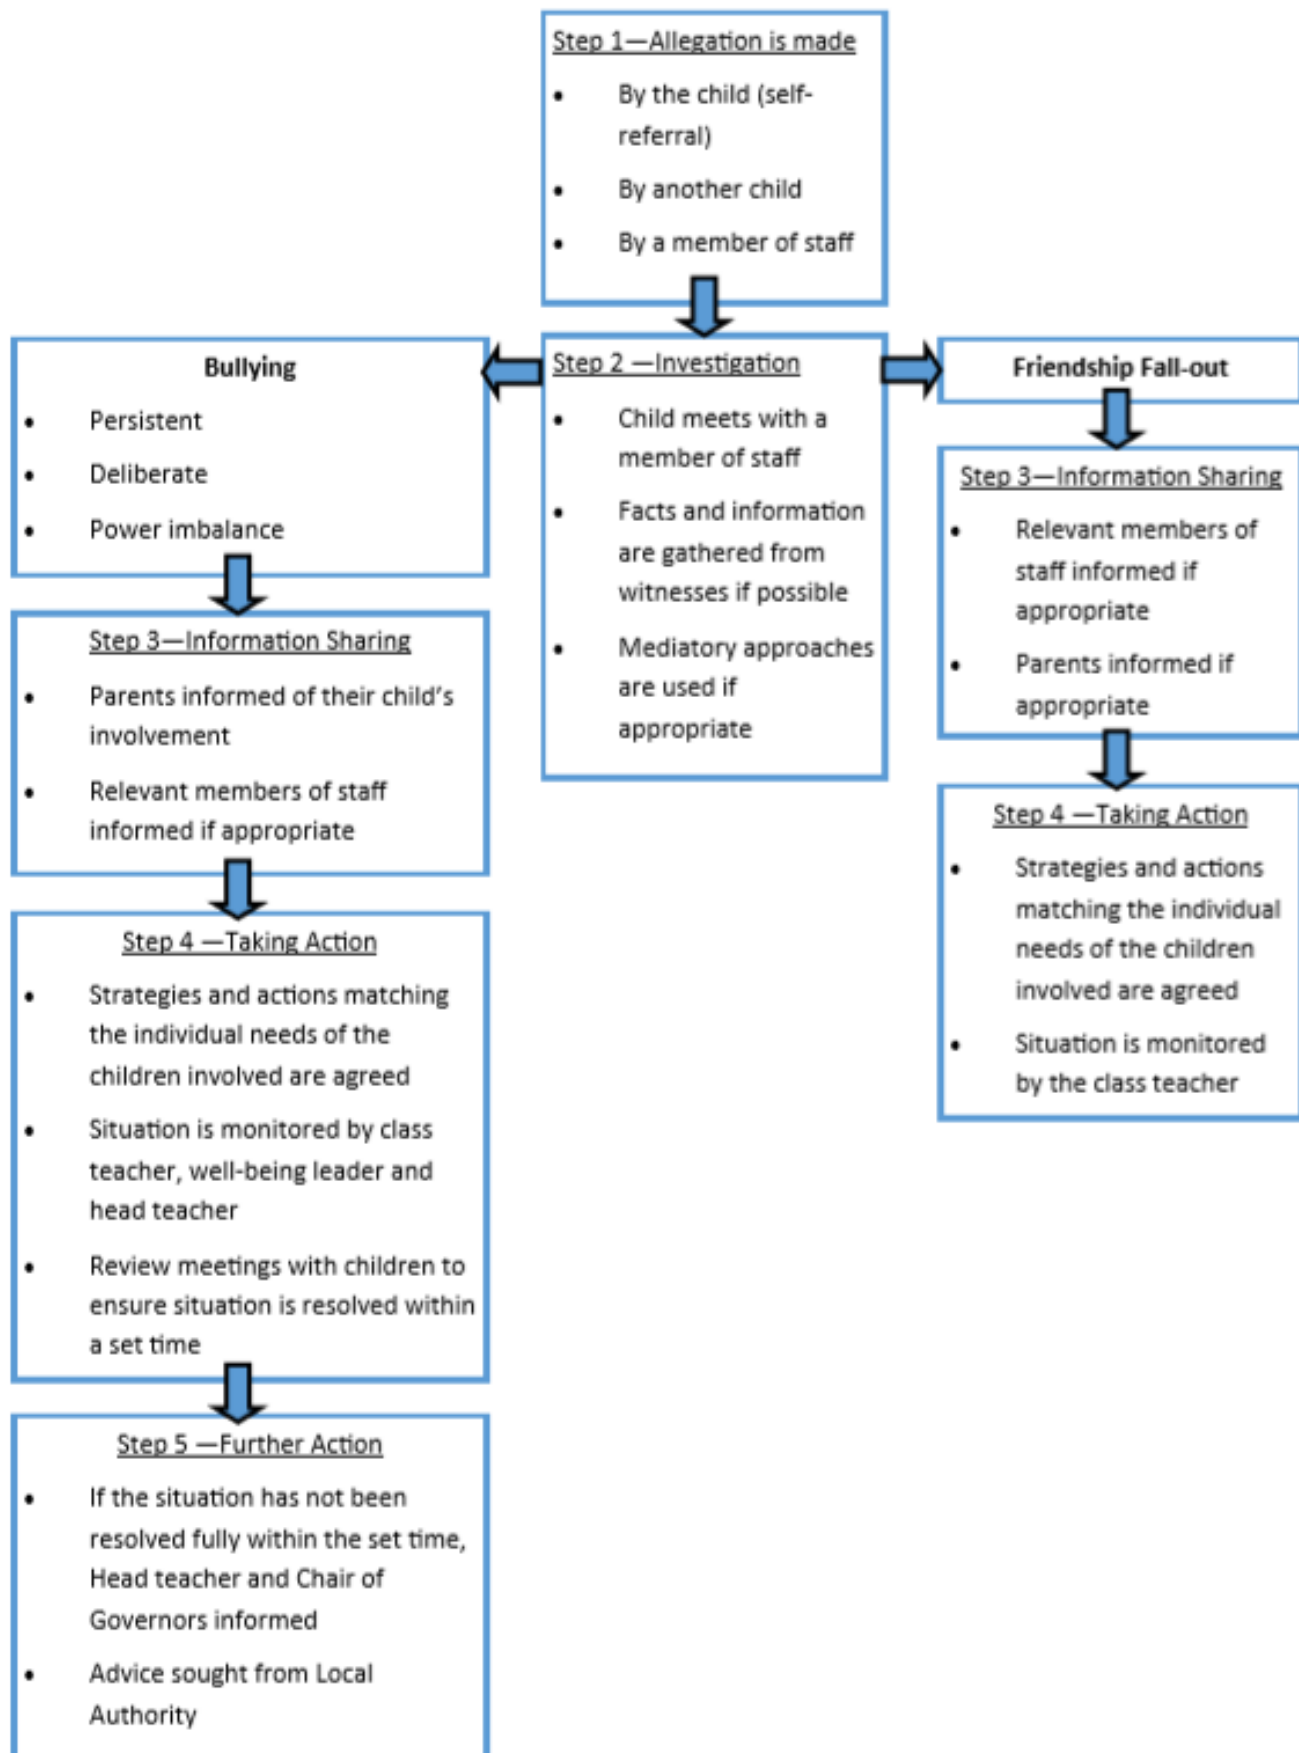 Step 1—Allegation is made
• By the child (self-
referral)
• By another child
• By a member of staff
Step 2 —Investigation
• Child meets with a
member of staff
• Facts and information
are gathered from
witnesses if possible
• Mediatory approaches
are used if
appropriate
Bullying
• Persistent
• Deliberate
• Power imbalance
Step 3—Information Sharing
• Parents informed of their child's
involvement
• Relevant members of staff
informed if appropriate
Step 4 —Taking Action
• Strategies and actions matching
the individual needs of the
children involved are agreed
• Situation is monitored by class
teacher, well-being leader and
head teacher
• Review meetings with children to
ensure situation is resolved within
a set time
Step 5 —Further Action
• If the situation has not been
resolved fully within the set time,
Head teacher and Chair of
Governors informed
• Advice sought from Local
Authority
Friendship Fall-out
Step 3—Information Sharing
• Relevant members of
staff informed if
appropriate
• Parents informed if
appropriate
Step 4 —Taking Action
• Strategies and actions
matching the individual
needs of the children
involved are agreed
• Situation is monitored
by the class teacher